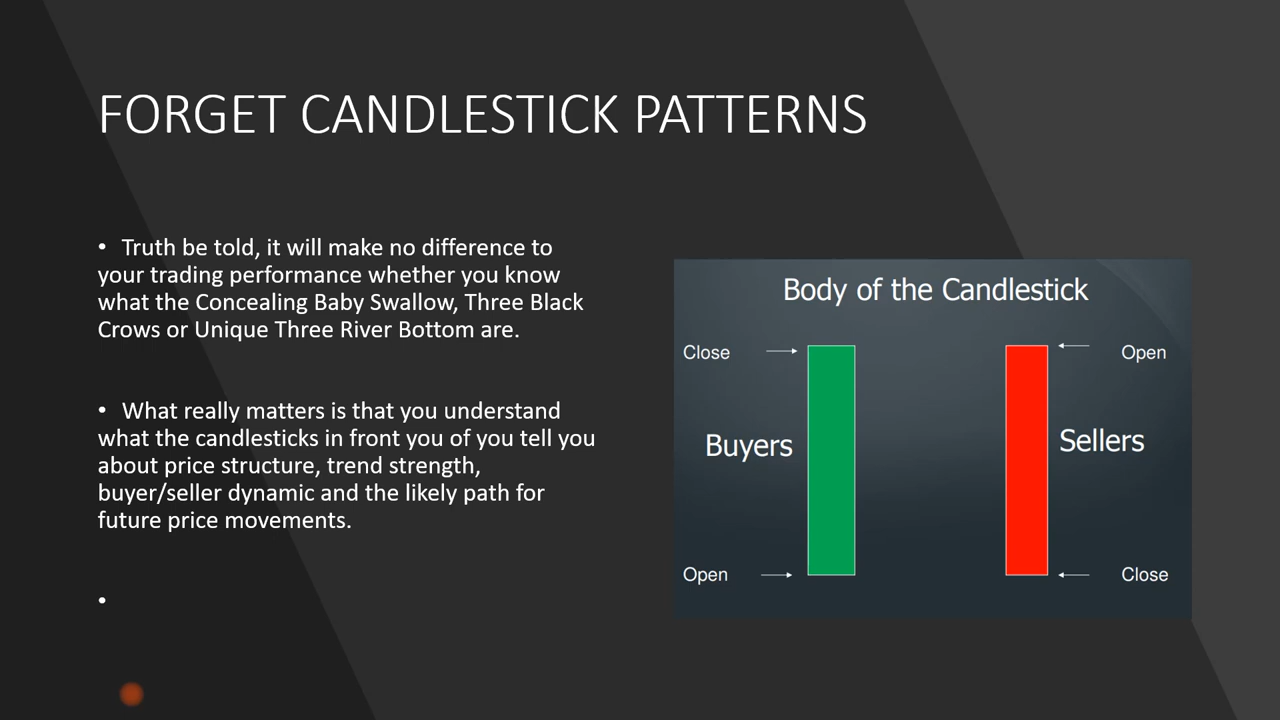 FORGET CANDLESTICK PATTERNS
• Truth be told, it will make no difference to
your trading performance whether you know
what the Concealing Baby Swallow, Three Black
Crows or Unique Three River Bottom are.
• What really matters is that you understand
what the candlesticks in front you of you tell you
about price structure, trend strength,
buyer/seller dynamic and the likely path for
future price movements.
•
Body of the Candlestick
Close
Open
Buyers
Sellers
Open
Close